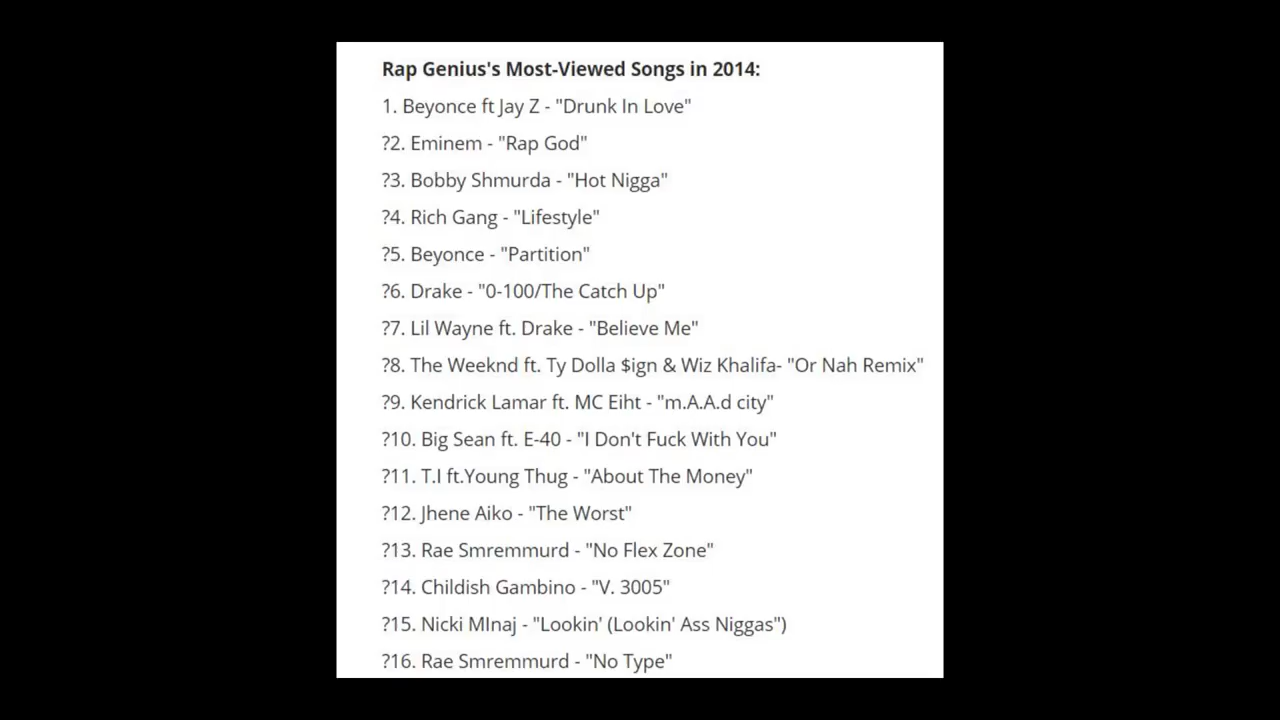 Rap Genius's Most-Viewed Songs in 2014:
1. Beyonce ft Jay Z - "Drunk In Love"
?2. Eminem - "Rap God"
?3. Bobby Shmurda - "Hot Nigga"
?4. Rich Gang - "Lifestyle"
?5. Beyonce - "Partition"
?6. Drake - "0-100/The Catch Up"
?7. Lil Wayne ft. Drake - "Believe Me"
?8. The Weeknd ft. Ty Dolla $ign & Wiz Khalifa- "Or Nah Remix"
?9. Kendrick Lamar ft. MC Eiht - "m.A.A.d city"
?10. Big Sean ft. E-40 - "I Don't Fuck With You"
?11. T.I ft.Young Thug - "About The Money"
?12. Jhene Aiko - "The Worst"
?13. Rae Smremmurd - "No Flex Zone"
?14. Childish Gambino - "V. 3005"
?15. Nicki MInaj - "Lookin' (Lookin' Ass Niggas")
?16. Rae Smremmurd - "No Type"